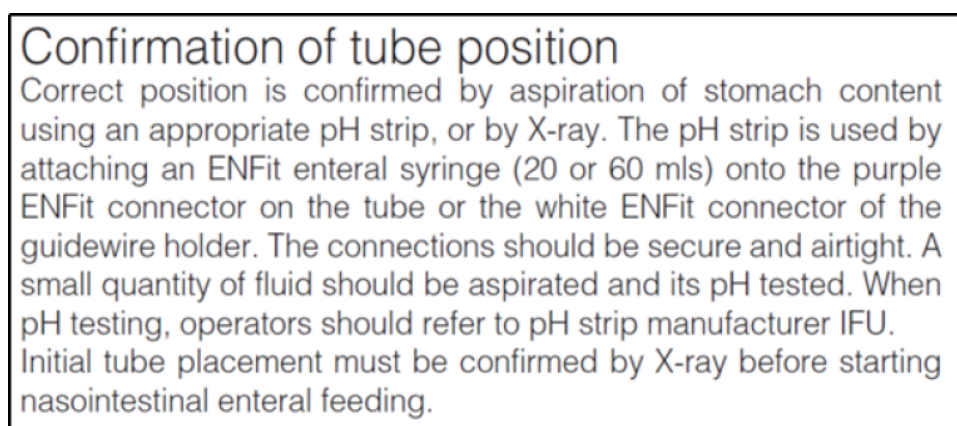 Confirmation of tube position
Correct position is confirmed by aspiration of stomach content
using an appropriate pH strip, or by X-ray. The pH strip is used by
attaching an ENFit enteral syringe (20 or 60 mls) onto the purple
ENFit connector on the tube or the white ENFit connector of the
guidewire holder. The connections should be secure and airtight. A
small quantity of fluid should be aspirated and its pH tested. When
pH testing, operators should refer to pH strip manufacturer IFU.
Initial tube placement must be confirmed by X-ray before starting
nasointestinal enteral feeding.